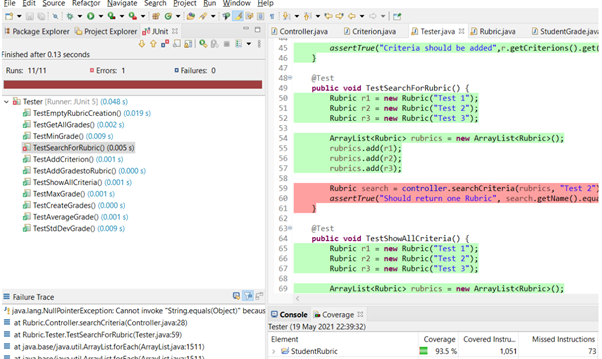 File Edit Source Refactor Navigate Search Project Run Window Help
Package Explorer Project Explorer JUnit
Finished after 0.13 seconds
Runs: 11/11 Errors: 1 Failures: 0
Tester [Runner: JUnit 5] (0.048 s)
TestEmptyRubricCreation() (0.019 s)
TestGetAllGrades() (0.002 s)
TestMinGrade() (0.009 s)
TestSearchForRubric() (0.005 s)
TestAddCriterion() (0.001 s)
TestAddGradestoRubric() (0.000 s)
TestShowAllCriteria() (0.001 s)
TestMaxGrade() (0.001 s)
TestCreateGrades() (0.000 s)
TestAverageGrade() (0.001 s)
TestStdDevGrade() (0.009 s)
Failure Trace
java.lang.NullPointerException: Cannot invoke "String.equals(Object)" becaus
at Rubric.Controller.searchCriteria(Controller.java:28)
at Rubric.Tester.TestSearchForRubric(Tester.java:59)
at java.base/java.util.ArrayList.forEach(ArrayList.java:1511)
at java.base/java.util.ArrayList.forEach(ArrayList.java:1511)
Controller.java Criterion.java Tester.java Rubric.java StudentGrade.java
45 assertTrue("Criteria should be added",r.getCriterions().get(
46 }
47
48 @Test
49 public void TestSearchForRubric() {
50 Rubric r1 = new Rubric("Test 1");
51 Rubric r2 = new Rubric("Test 2");
52 Rubric r3 = new Rubric("Test 3");
53
54 ArrayList<Rubric> rubrics = new ArrayList<Rubric>();
55 rubrics.add(r1);
56 rubrics.add(r2);
57 rubrics.add(r3);
58
59 Rubric search = controller.searchCriteria(rubrics, "Test 2"
60 assertTrue("Should return one Rubric", search.getName().equa
61 }
62
63 @Test
64 public void TestShowAllCriteria() {
65 Rubric r1 = new Rubric("Test 1");
66 Rubric r2 = new Rubric("Test 2");
67 Rubric r3 = new Rubric("Test 3");
68
69 ArrayList<Rubric> rubrics = new ArrayList<Rubric>();
Console Coverage
Tester (19 May 2021 22:39:32)
Element Coverage Covered Instru... Missed Instructions
StudentRubric 93.5 % 1,051 73